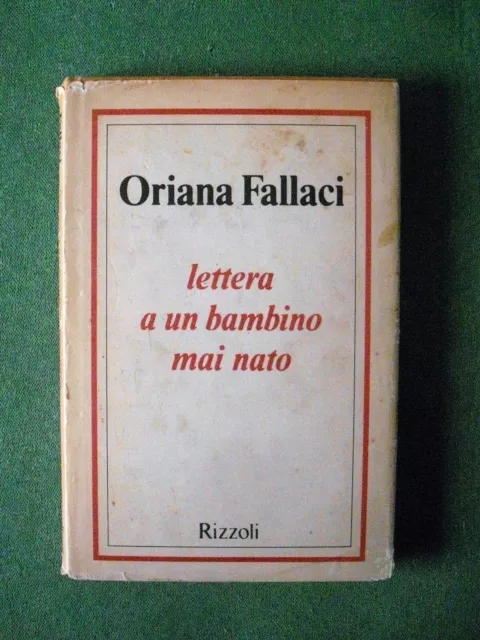 Oriana Fallaci
lettera
a un bambino
mai nato
Rizzoli